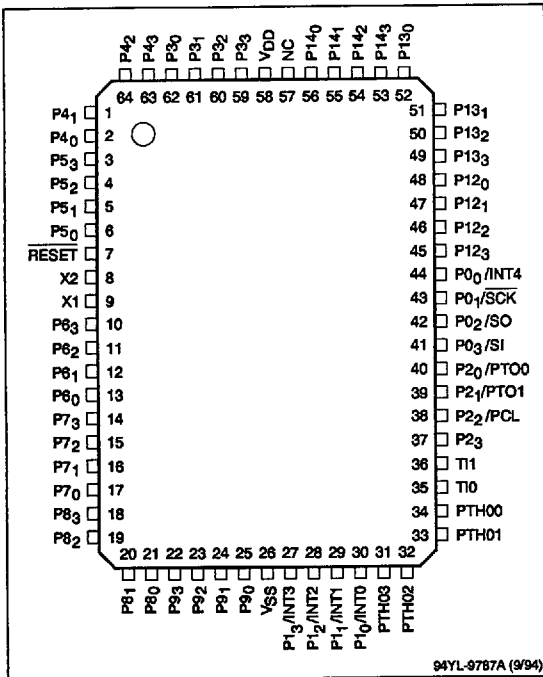 P4₂ P4₃ P3₀ P3₁ P3₂ P3₃ VDD NC P14₀ P14₁ P14₂ P14₃ P13₀
64 63 62 61 60 59 58 57 56 55 54 53 52
P4₁ 1
P4₀ 2
P5₃ 3
P5₂ 4
P5₁ 5
P5₀ 6
R̅E̅S̅E̅T̅ 7
X2 8
X1 9
P6₃ 10
P6₂ 11
P6₁ 12
P6₀ 13
P7₃ 14
P7₂ 15
P7₁ 16
P7₀ 17
P8₃ 18
P8₂ 19
51 P13₁
50 P13₂
49 P13₃
48 P12₀
47 P12₁
46 P12₂
45 P12₃
44 P0₀/INT4
43 P0₁/S̅C̅K̅
42 P0₂/SO
41 P0₃/SI
40 P2₀/PTO0
39 P2₁/PTO1
38 P2₂/PCL
37 P2₃
36 TI1
35 TI0
34 PTH00
33 PTH01
20 21 22 23 24 25 26 27 28 29 30 31 32
P8₁ P8₀ P9₃ P9₂ P9₁ P9₀ VSS P1₃/INT3 P1₂/INT2 P1₁/INT1 P1₀/INT0 PTH03 PTH02
94YL-9787A (9/94)